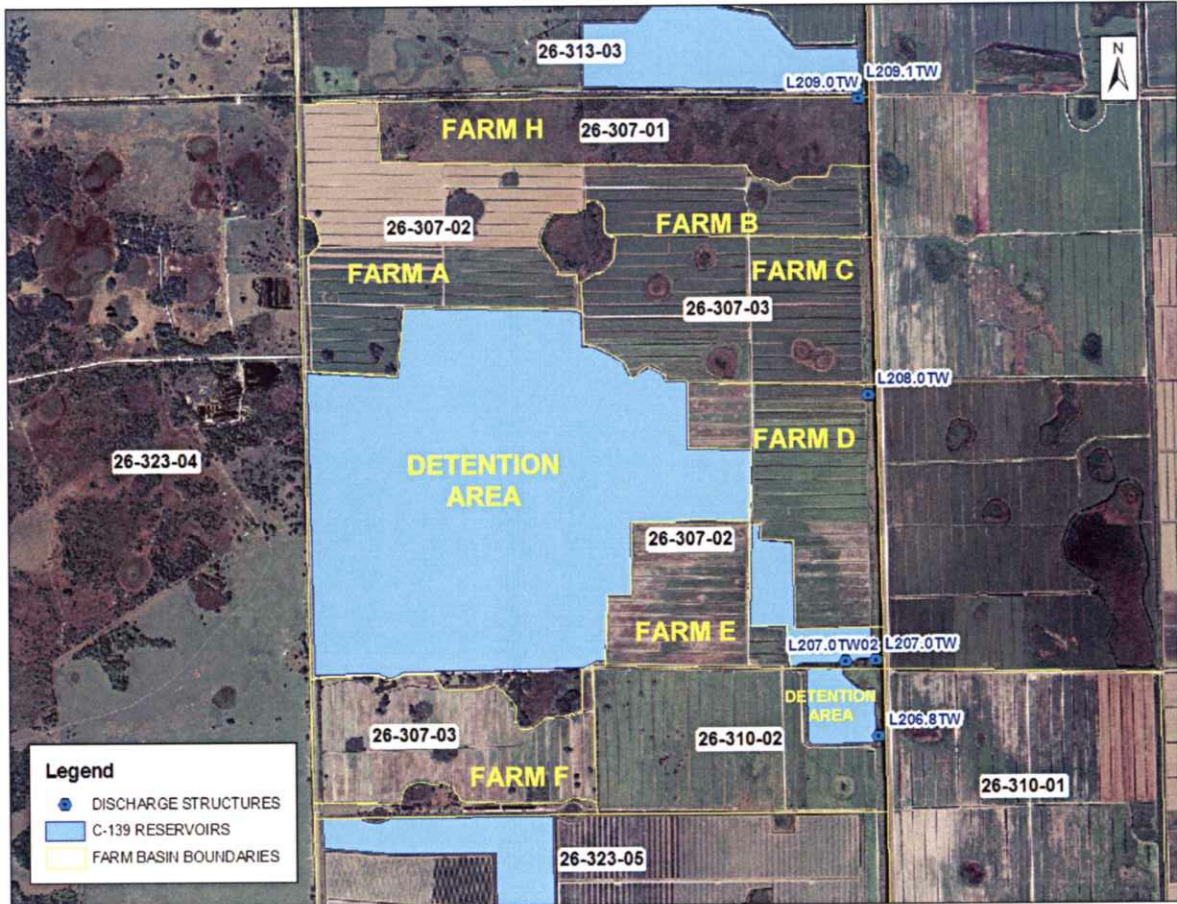 26-313-03
N
L209.0TW
L209.1TW
FARM H
26-307-01
26-307-02
FARM B
FARM A
FARM C
26-307-03
L208.0TW
FARM D
26-323-04
DETENTION
AREA
26-307-02
FARM E
L207.0TW02
L207.0TW
DETENTION
AREA
26-307-03
26-310-02
L206.8TW
FARM F
26-310-01
26-323-05
Legend
DISCHARGE STRUCTURES
C-139 RESERVOIRS
FARM BASIN BOUNDARIES